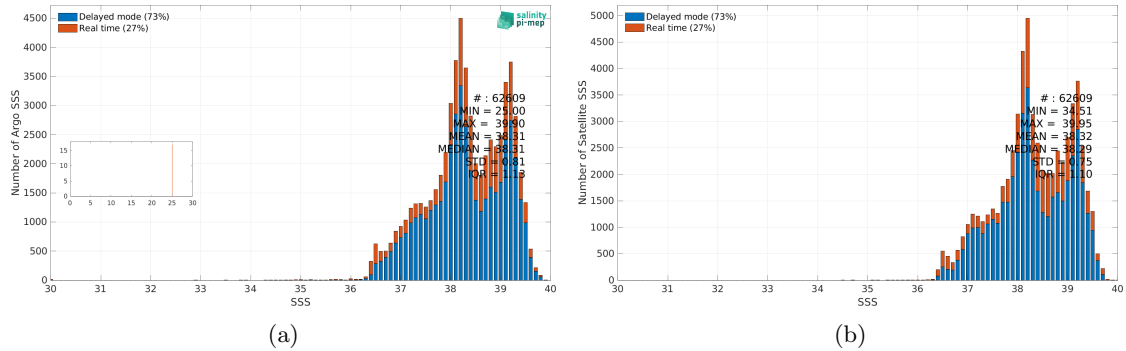 Delayed mode (73%)
Real time (27%)
salinity
pi-mep
4500
4000
3500
3000
2500
2000
1500
1000
500
0
Number of Argo SSS
# : 62609
MIN = 25.00
MAX = 39.90
MEAN = 38.31
MEDIAN = 38.31
STD = 0.81
IQR = 1.13
15
10
5
0
0 5 10 15 20 25 30
30 31 32 33 34 35 36 37 38 39 40
SSS
(a)
Delayed mode (73%)
Real time (27%)
5000
4500
4000
3500
3000
2500
2000
1500
1000
500
0
Number of Satellite SSS
# : 62609
MIN = 34.51
MAX = 39.95
MEAN = 38.32
MEDIAN = 38.29
STD = 0.75
IQR = 1.10
30 31 32 33 34 35 36 37 38 39 40
SSS
(b)